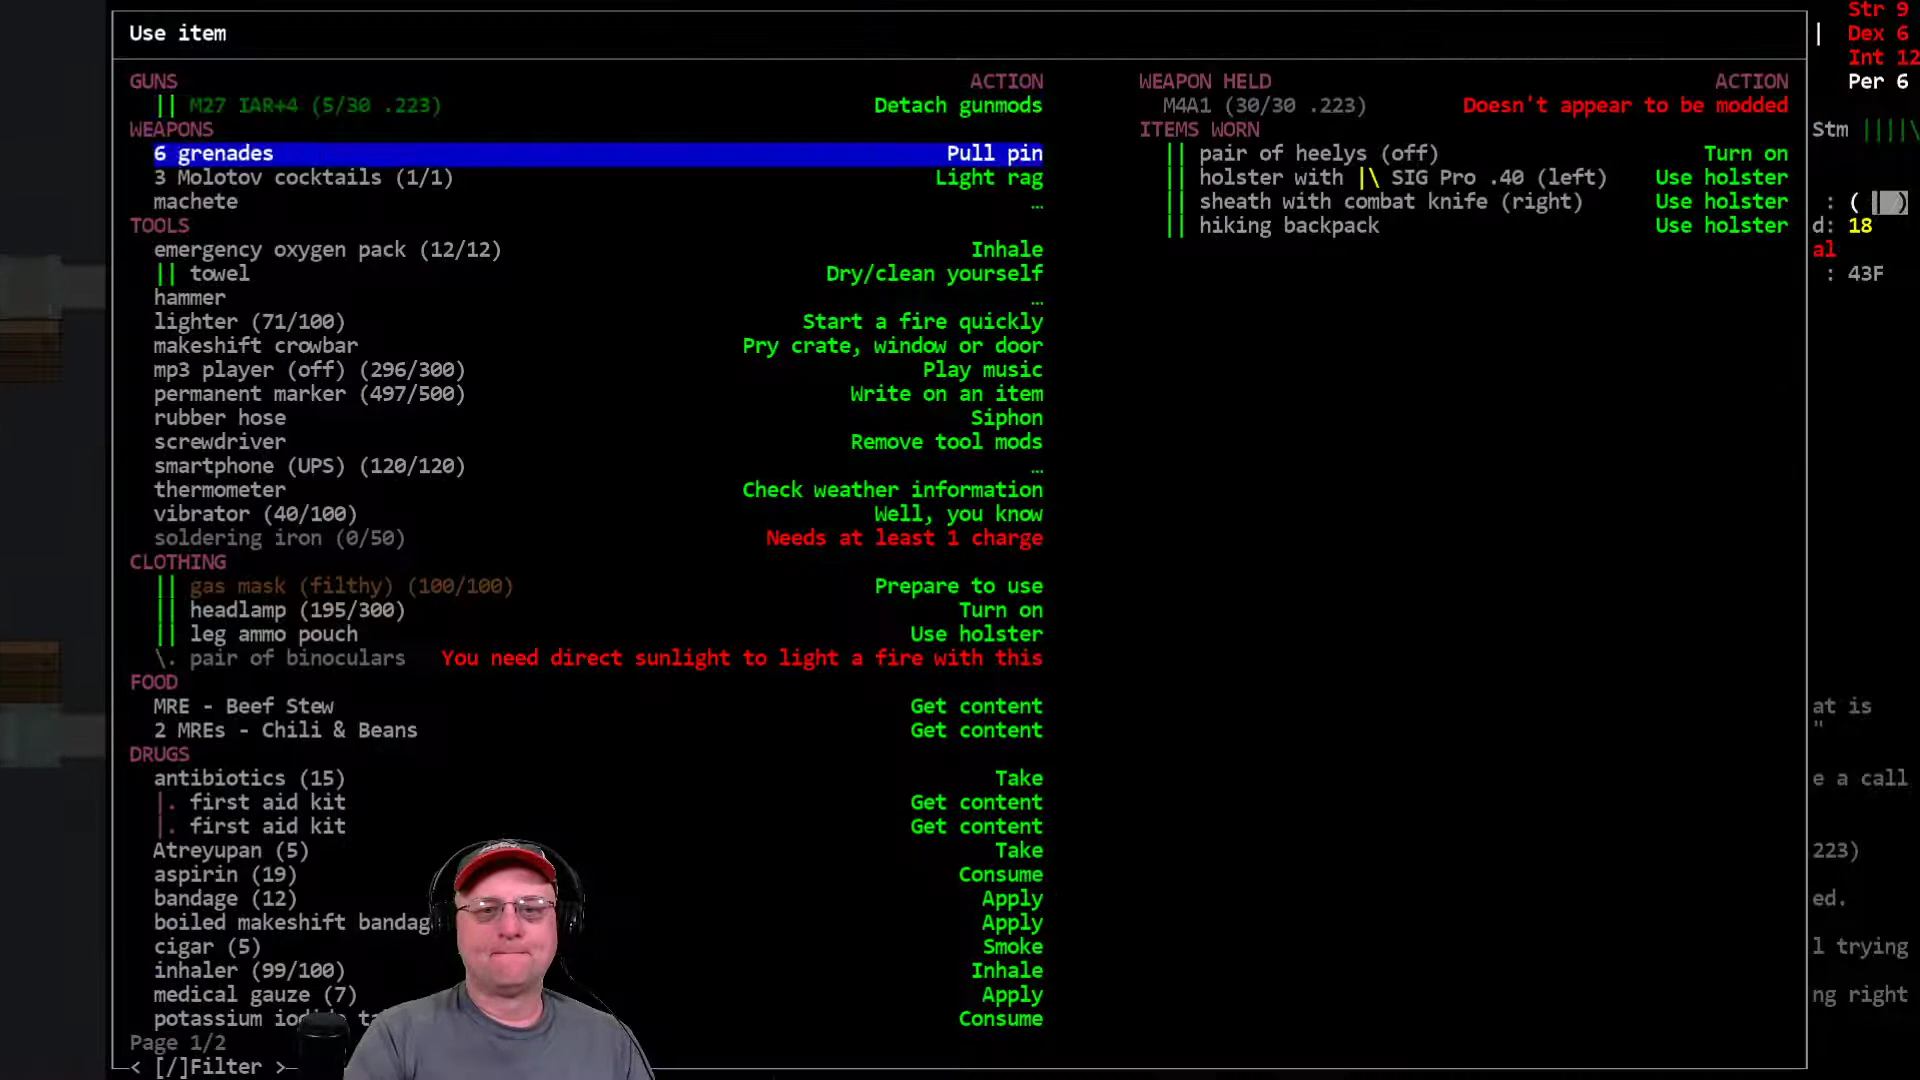 Use item
GUNS ACTION
|| M27 IAR+4 (5/30 .223) Detach gunmods
WEAPONS
6 grenades Pull pin
3 Molotov cocktails (1/1) Light rag
machete …
TOOLS
emergency oxygen pack (12/12) Inhale
|| towel Dry/clean yourself
hammer …
lighter (71/100) Start a fire quickly
makeshift crowbar Pry crate, window or door
mp3 player (off) (296/300) Play music
permanent marker (497/500) Write on an item
rubber hose Siphon
screwdriver Remove tool mods
smartphone (UPS) (120/120) …
thermometer Check weather information
vibrator (40/100) Well, you know
soldering iron (0/50) Needs at least 1 charge
CLOTHING
|| gas mask (filthy) (100/100) Prepare to use
|| headlamp (195/300) Turn on
|| leg ammo pouch Use holster
\. pair of binoculars You need direct sunlight to light a fire with this
FOOD
MRE - Beef Stew Get content
2 MREs - Chili & Beans Get content
DRUGS
antibiotics (15) Take
|. first aid kit Get content
|. first aid kit Get content
Atreyupan (5) Take
aspirin (19) Consume
bandage (12) Apply
boiled makeshift bandag Apply
cigar (5) Smoke
inhaler (99/100) Inhale
medical gauze (7) Apply
potassium iodide ta Consume
Page 1/2
< [/]Filter >
WEAPON HELD ACTION
M4A1 (30/30 .223) Doesn't appear to be modded
ITEMS WORN
|| pair of heelys (off) Turn on
|| holster with |\ SIG Pro .40 (left) Use holster
|| sheath with combat knife (right) Use holster
|| hiking backpack Use holster
Str 9
Dex 6
Int 12
Per 6
Stm ||||\
: ( | )
d: 18
al
: 43F
at is
"
e a call
223)
ed.
l trying
ng right